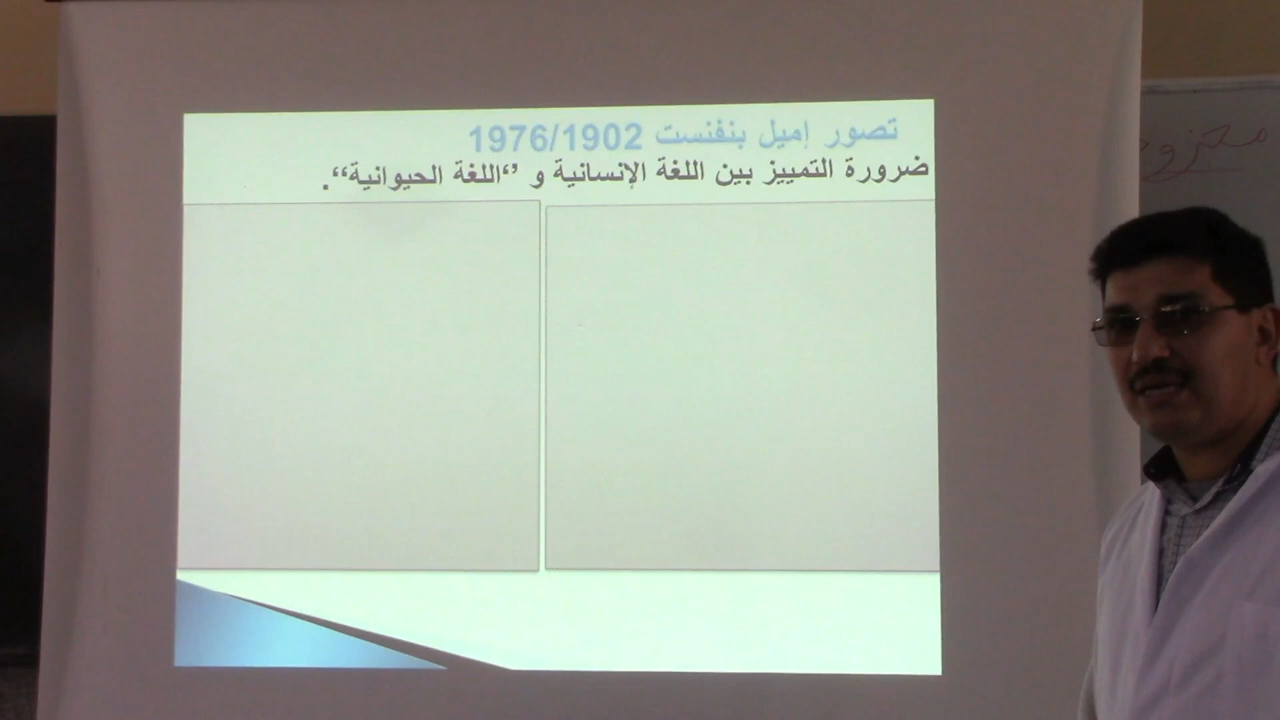 تصور إميل بنفنست 1976/1902
ضرورة التمييز بين اللغة الإنسانية و ”اللغة الحيوانية“.